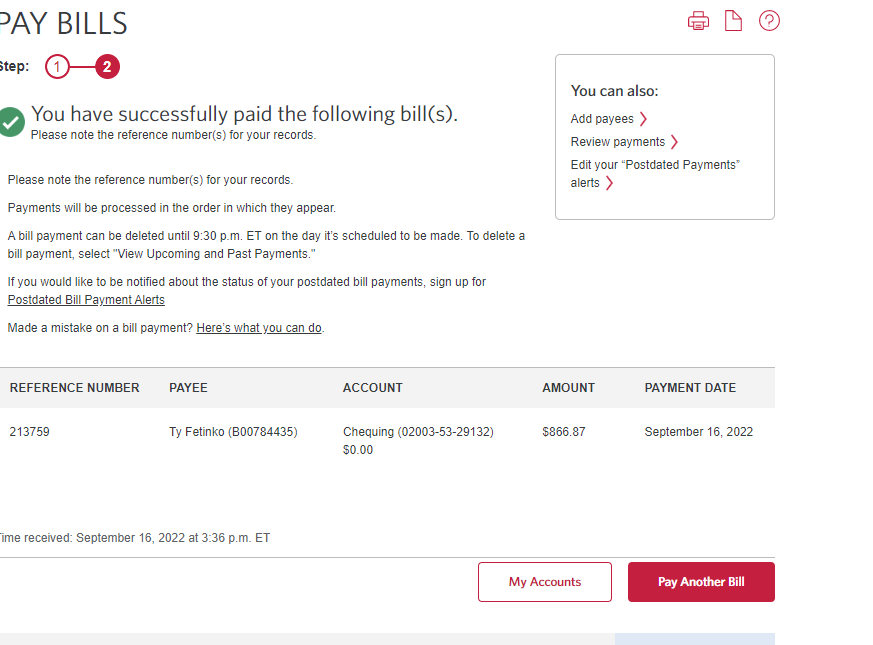 PAY BILLS
Step: 1 2
You have successfully paid the following bill(s).
Please note the reference number(s) for your records.
You can also:
Add payees
Review payments
Edit your “Postdated Payments”
alerts
Please note the reference number(s) for your records.
Payments will be processed in the order in which they appear.
A bill payment can be deleted until 9:30 p.m. ET on the day it’s scheduled to be made. To delete a
bill payment, select "View Upcoming and Past Payments."
If you would like to be notified about the status of your postdated bill payments, sign up for
Postdated Bill Payment Alerts
Made a mistake on a bill payment? Here’s what you can do.
REFERENCE NUMBER PAYEE ACCOUNT AMOUNT PAYMENT DATE
213759 Ty Fetinko (B00784435) Chequing (02003-53-29132) $866.87 September 16, 2022
$0.00
Time received: September 16, 2022 at 3:36 p.m. ET
My Accounts Pay Another Bill